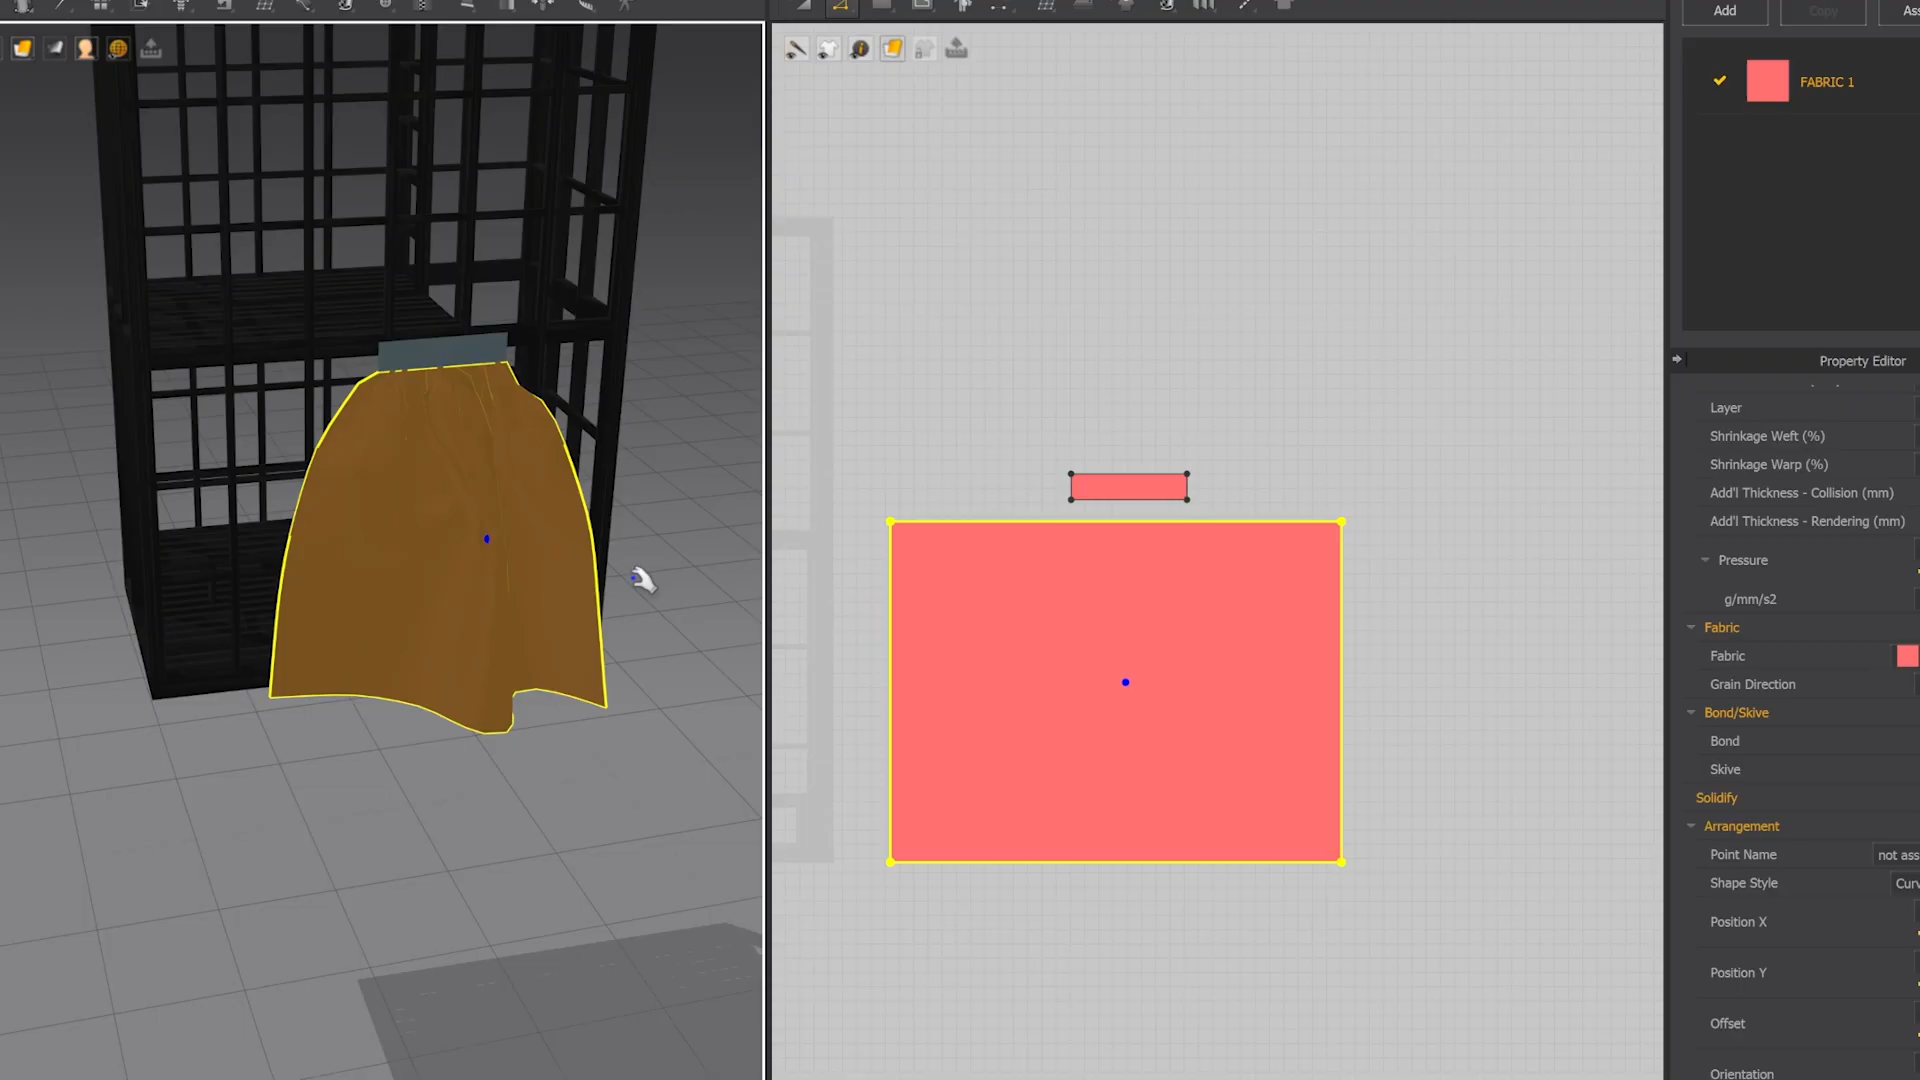 Add
Copy
Ass
FABRIC 1
Property Editor
Layer
Shrinkage Weft (%)
Shrinkage Warp (%)
Add'l Thickness - Collision (mm)
Add'l Thickness - Rendering (mm)
Pressure
g/mm/s2
Fabric
Fabric
Grain Direction
Bond/Skive
Bond
Skive
Solidify
Arrangement
Point Name not ass
Shape Style Curv
Position X
Position Y
Offset
Orientation